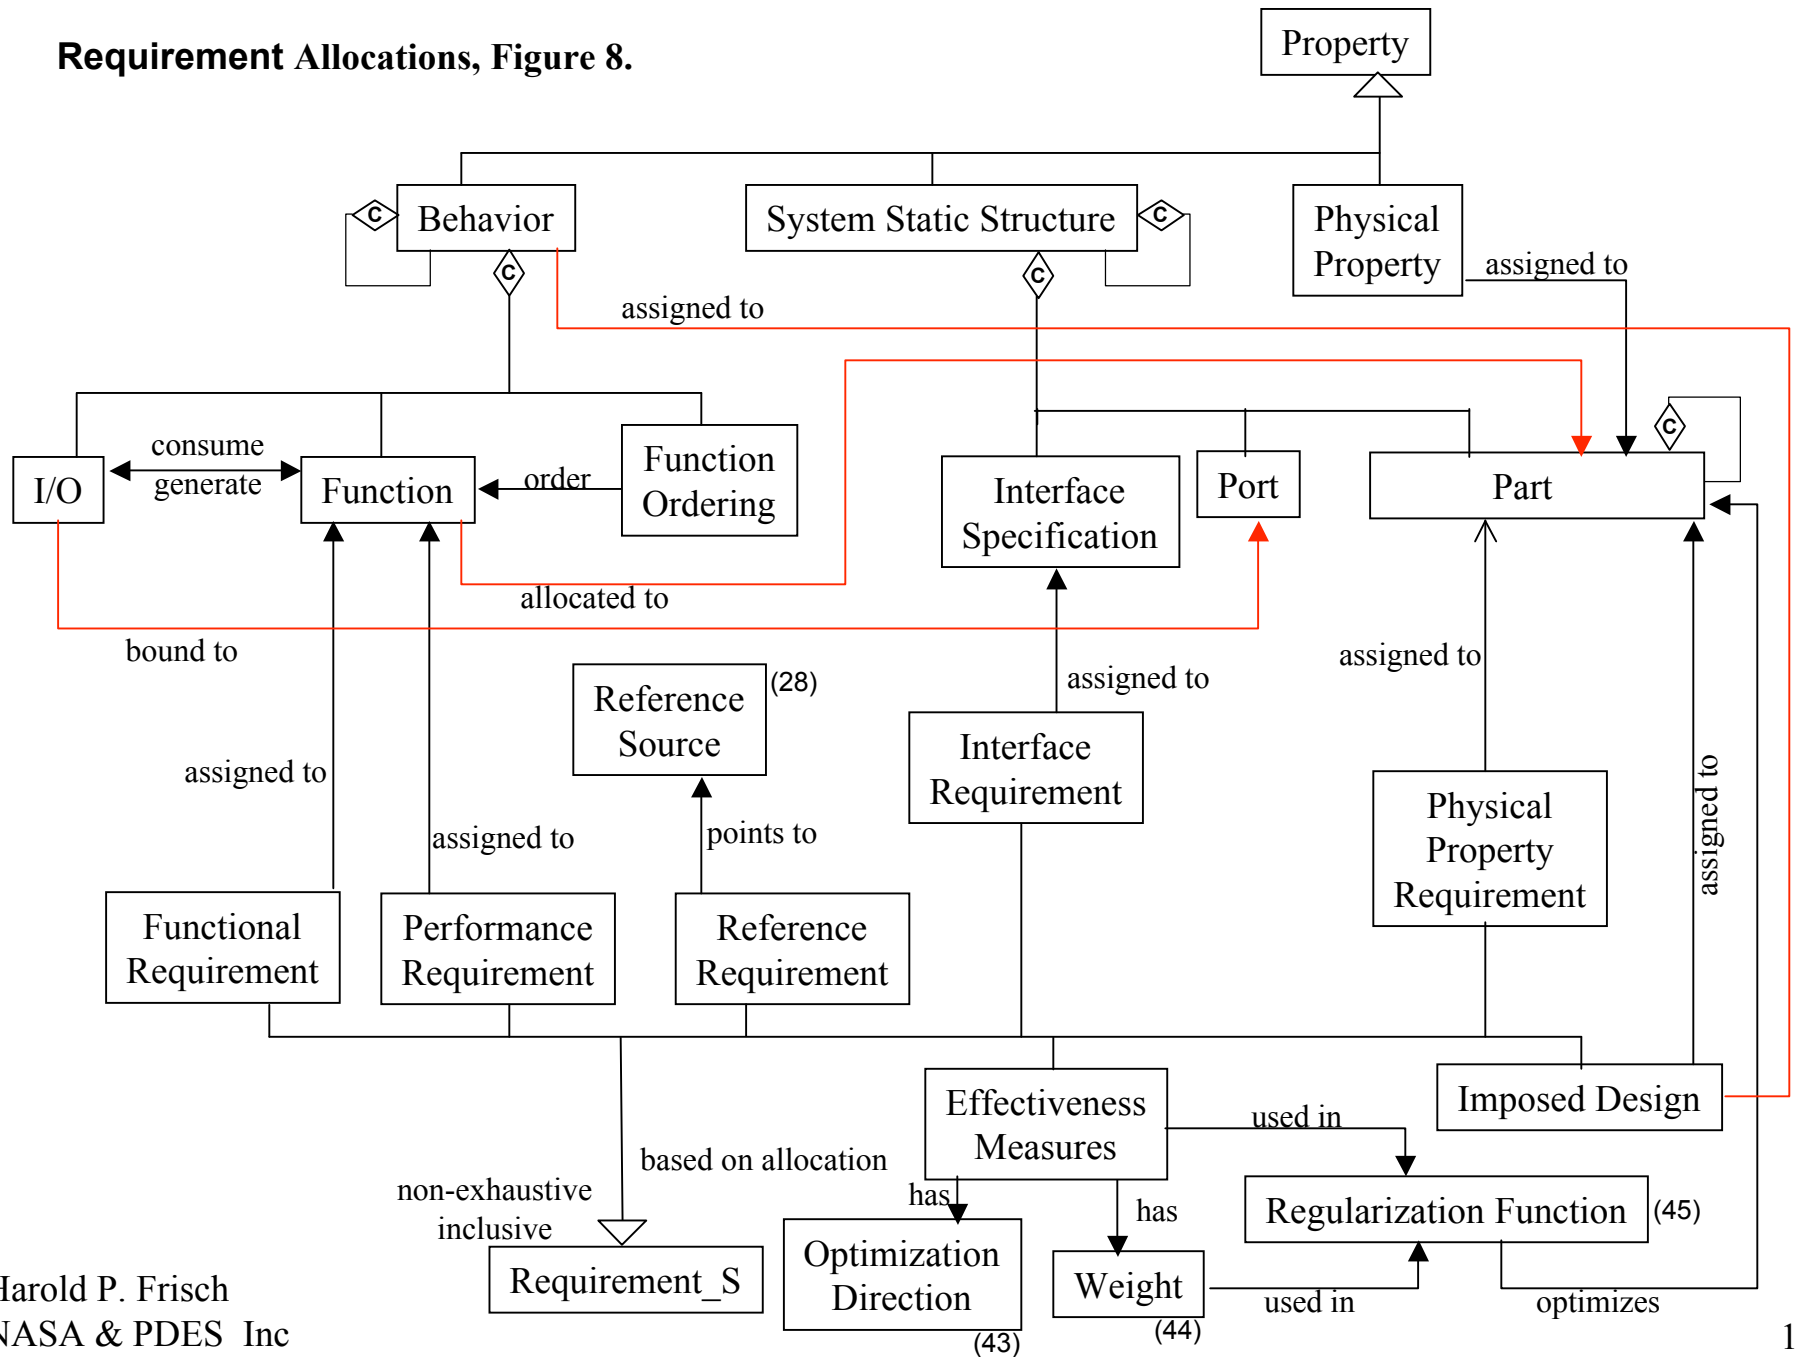 Requirement Allocations, Figure 8.
Property
Behavior
System Static Structure
Physical
Property
C
C
C
C
assigned to
assigned to
C
I/O
consume
generate
Function
order
Function
Ordering
Interface
Specification
Port
Part
allocated to
bound to
Reference
Source
(28)
assigned to
assigned to
Interface
Requirement
Physical
Property
Requirement
assigned to
assigned to
assigned to
points to
Functional
Requirement
Performance
Requirement
Reference
Requirement
Effectiveness
Measures
Imposed Design
used in
based on allocation
non-exhaustive
inclusive
has
has
Regularization Function
(45)
Requirement_S
Optimization
Direction
(43)
Weight
(44)
used in
optimizes
Harold P. Frisch
NASA & PDES Inc
1